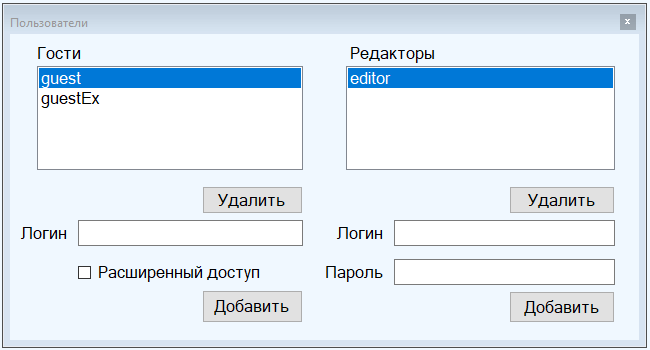 Пользователи
x
Гости
guest
guestEx
Удалить
Логин
Расширенный доступ
Добавить
Редакторы
editor
Удалить
Логин
Пароль
Добавить